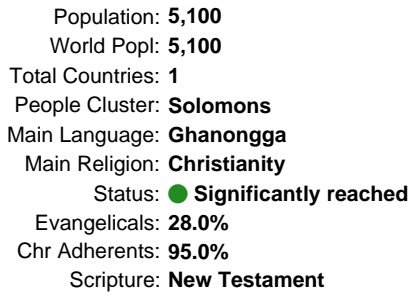 Population: 5,100
World Popl: 5,100
Total Countries: 1
People Cluster: Solomons
Main Language: Ghanongga
Main Religion: Christianity
Status: Significantly reached
Evangelicals: 28.0%
Chr Adherents: 95.0%
Scripture: New Testament